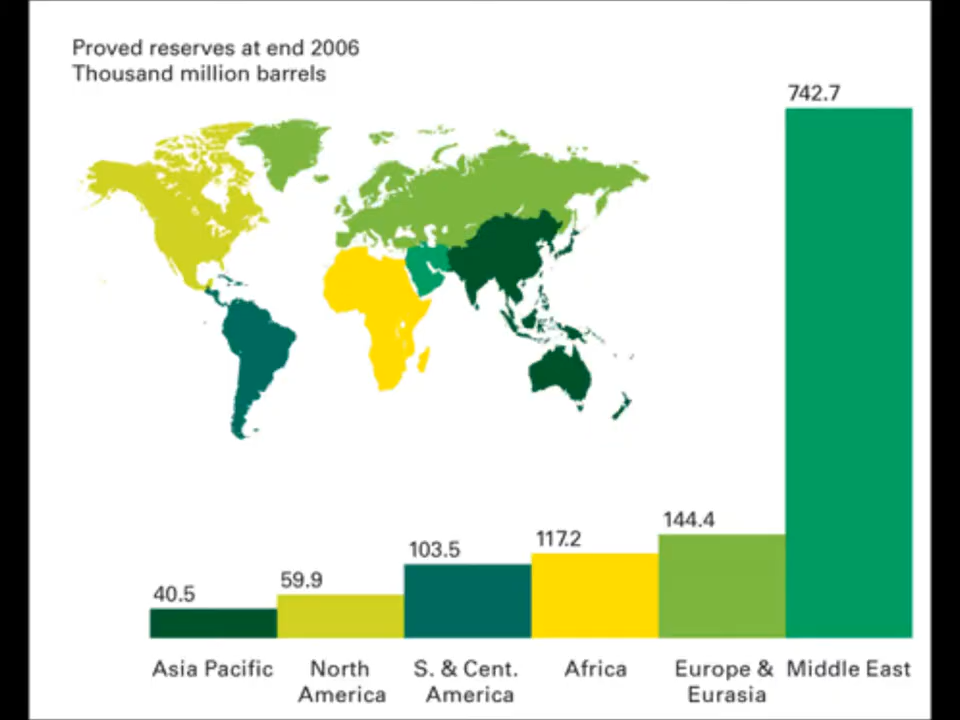 Proved reserves at end 2006
Thousand million barrels
742.7
144.4
117.2
103.5
59.9
40.5
Asia Pacific
North
America
S. & Cent.
America
Africa
Europe &
Eurasia
Middle East